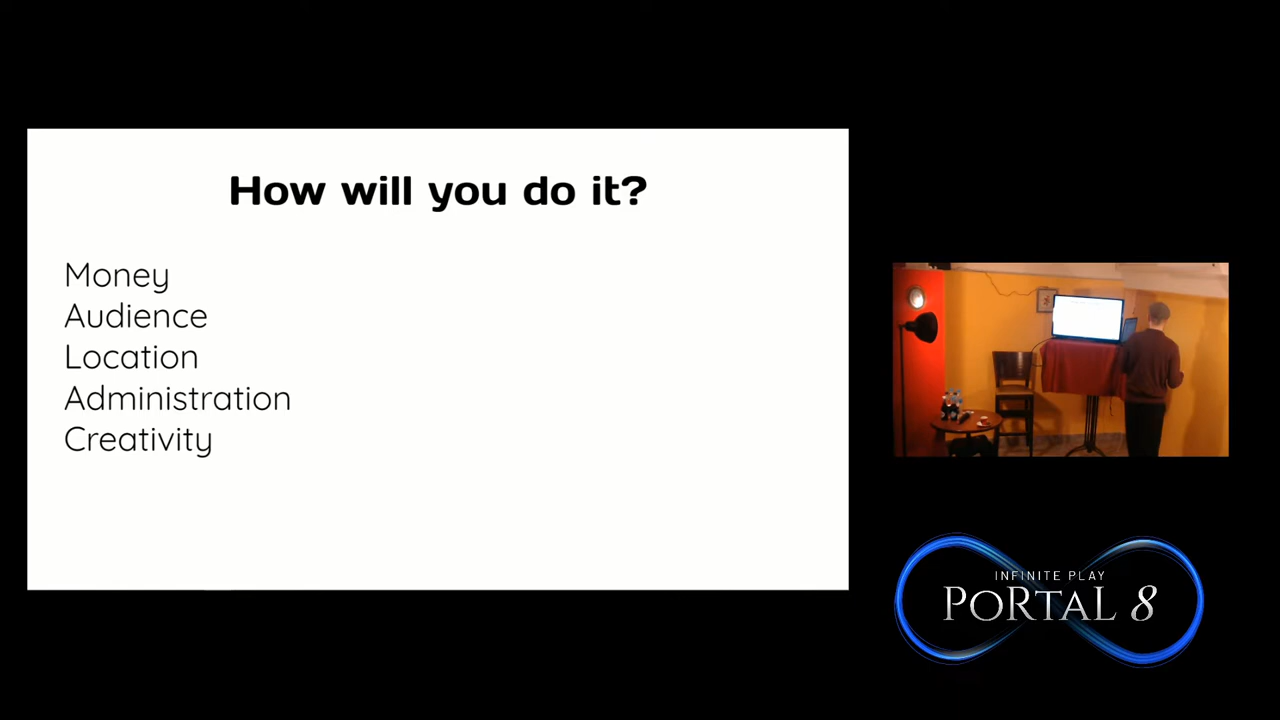 How will you do it?
Money
Audience
Location
Administration
Creativity
INFINITE PLAY
PORTAL 8